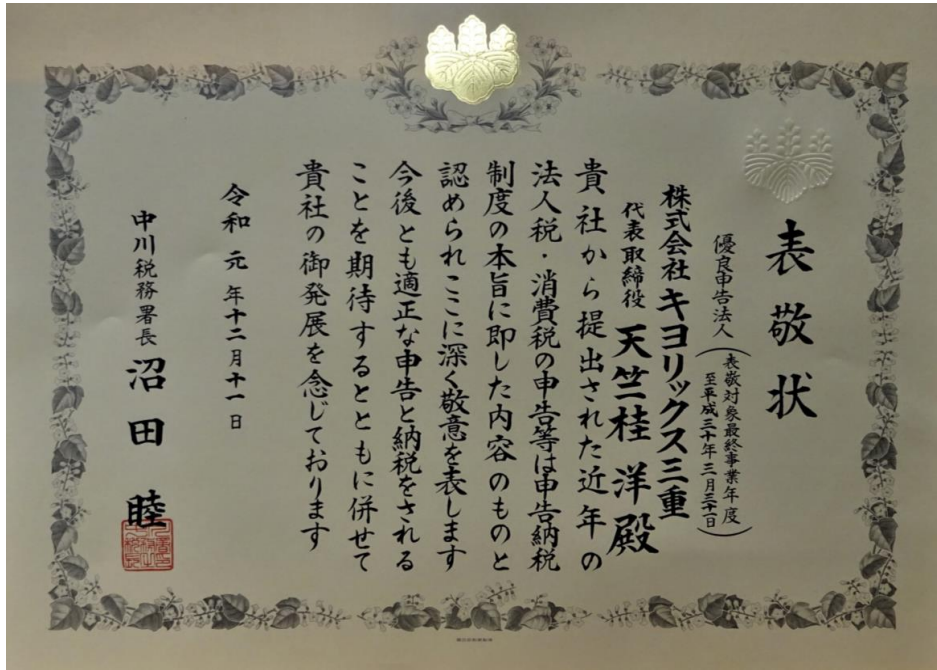 表敬状
優良申告法人
(表敬対象最終事業年度
至平成三十年三月三十一日)
株式会社キヨリックス三重
代表取締役 天竺桂 洋殿
貴社から提出された近年の
法人税・消費税の申告等は申告納税
制度の本旨に即した内容のものと
認められここに深く敬意を表します
今後とも適正な申告と納税をされる
ことを期待するとともに併せて
貴社の御発展を念じております
令和元年十二月十一日
中川税務署長 沼田 睦